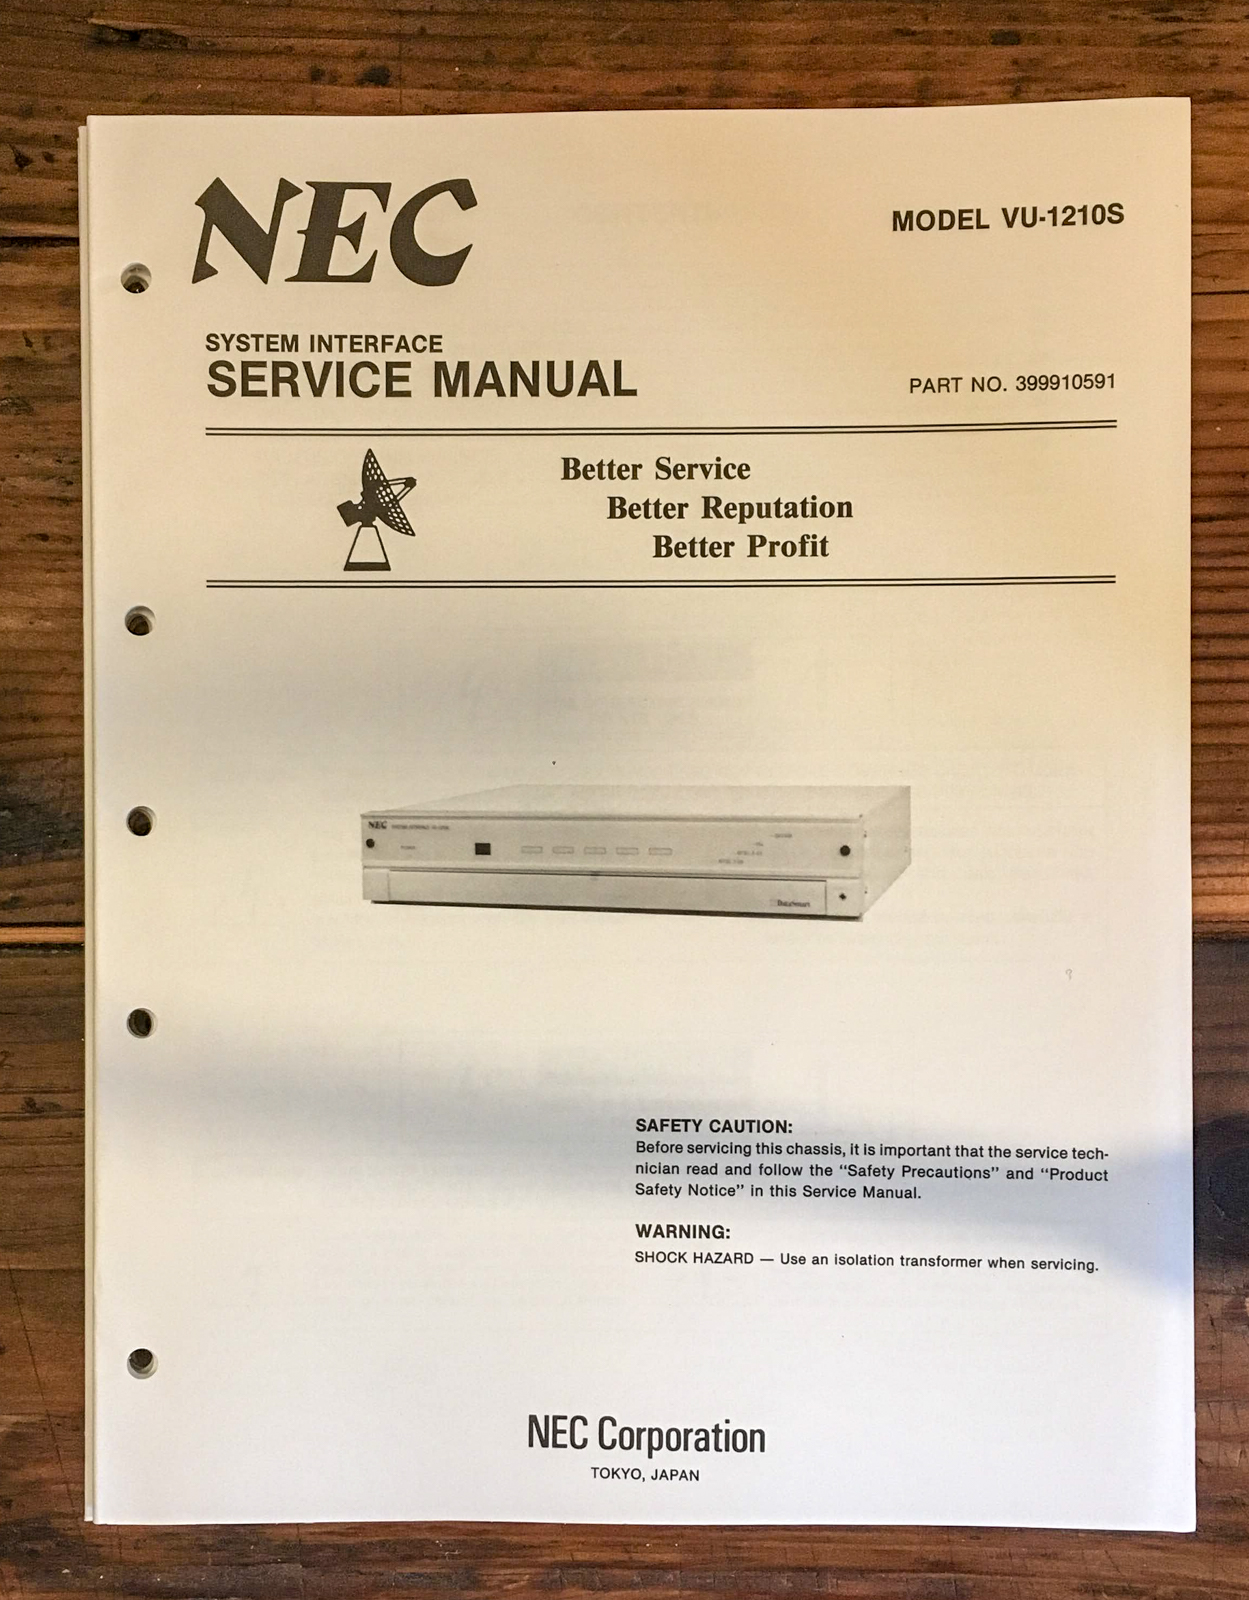 NEC
MODEL VU-1210S
SYSTEM INTERFACE
SERVICE MANUAL
PART NO. 399910591
Better Service
Better Reputation
Better Profit
NEC
SAFETY CAUTION:
Before servicing this chassis, it is important that the service tech-
nician read and follow the “Safety Precautions” and “Product
Safety Notice” in this Service Manual.
WARNING:
SHOCK HAZARD — Use an isolation transformer when servicing.
NEC Corporation
TOKYO, JAPAN